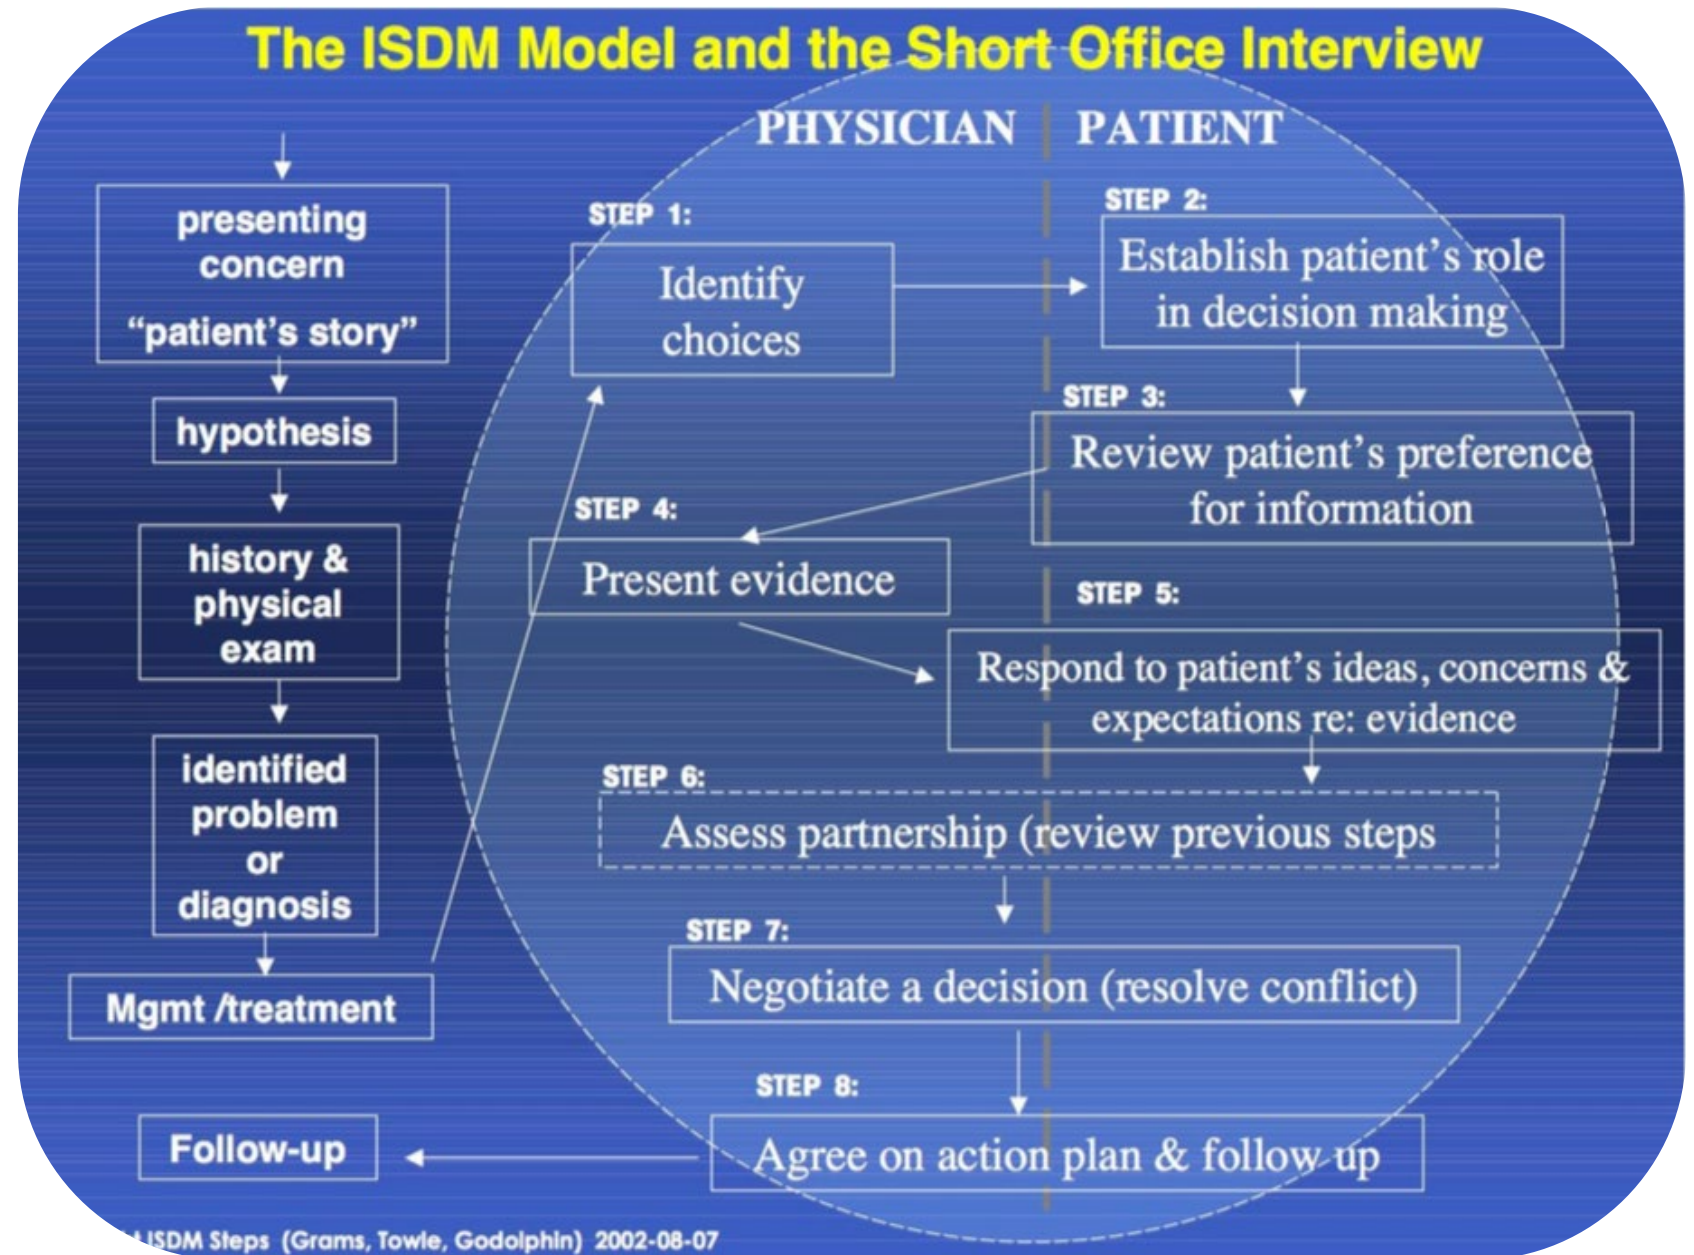 The ISDM Model and the Short Office Interview
PHYSICIAN
PATIENT
presenting
concern
“patient’s story”
hypothesis
history &
physical
exam
identified
problem
or
diagnosis
Mgmt /treatment
STEP 1:
Identify
choices
STEP 2:
Establish patient’s role
in decision making
STEP 3:
Review patient’s preference
for information
STEP 4:
Present evidence
STEP 5:
Respond to patient’s ideas, concerns &
expectations re: evidence
STEP 6:
Assess partnership (review previous steps
STEP 7:
Negotiate a decision (resolve conflict)
STEP 8:
Agree on action plan & follow up
Follow-up
ISDM Steps (Grams, Towle, Godolphin) 2002-08-07